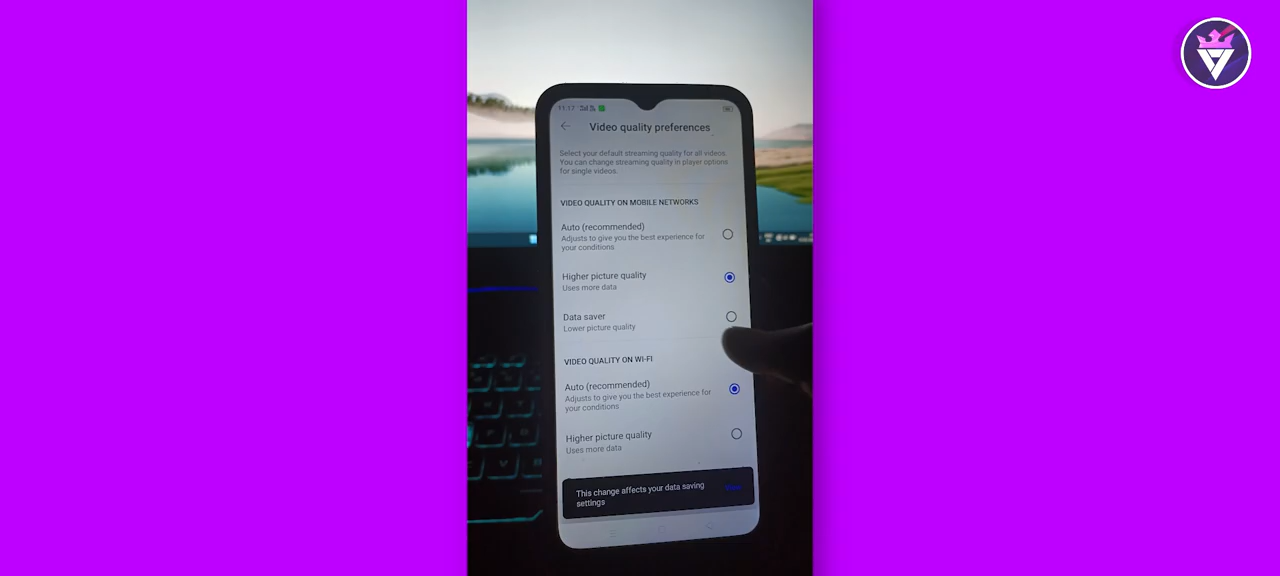 11:17
Video quality preferences
Select your default streaming quality for all videos.
You can change streaming quality in player options
for single videos.
VIDEO QUALITY ON MOBILE NETWORKS
Auto (recommended)
Adjusts to give you the best experience for
your conditions
Higher picture quality
Uses more data
Data saver
Lower picture quality
VIDEO QUALITY ON WI-FI
Auto (recommended)
Adjusts to give you the best experience for
your conditions
Higher picture quality
Uses more data
This change affects your data saving
settings